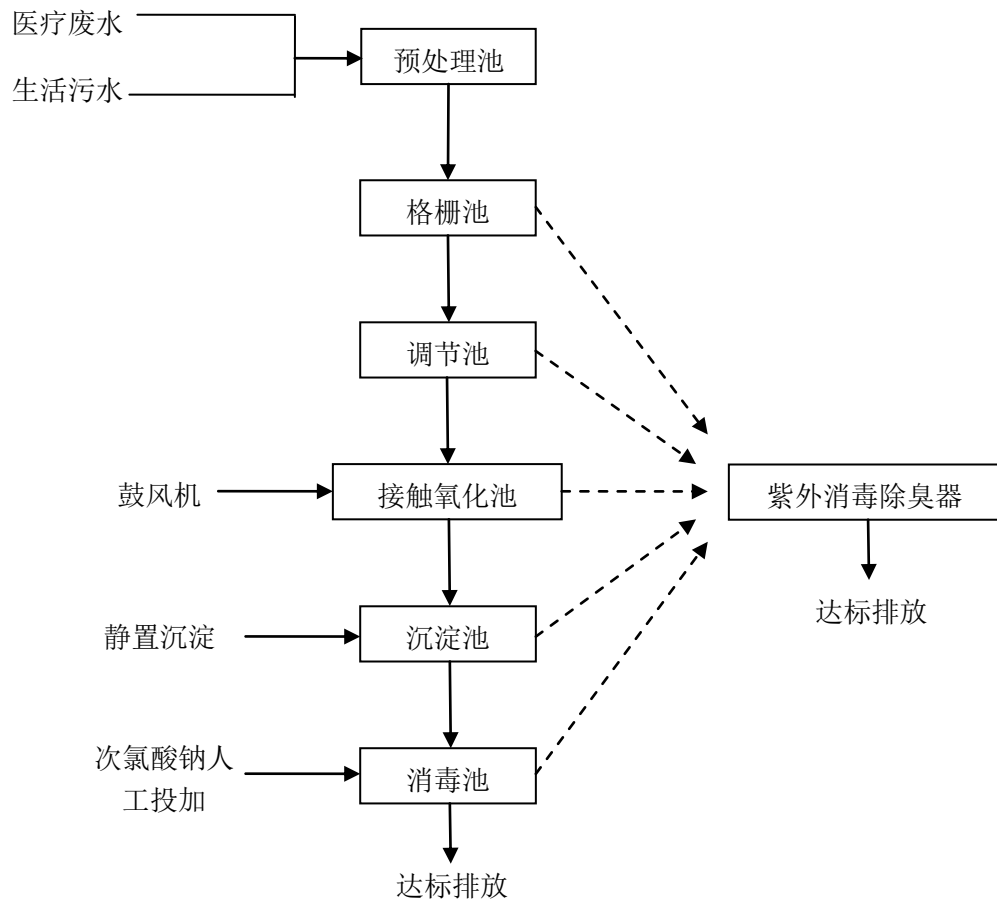 医疗废水
生活污水
预处理池
格栅池
调节池
鼓风机
接触氧化池
紫外消毒除臭器
达标排放
静置沉淀
沉淀池
次氯酸钠人
工投加
消毒池
达标排放